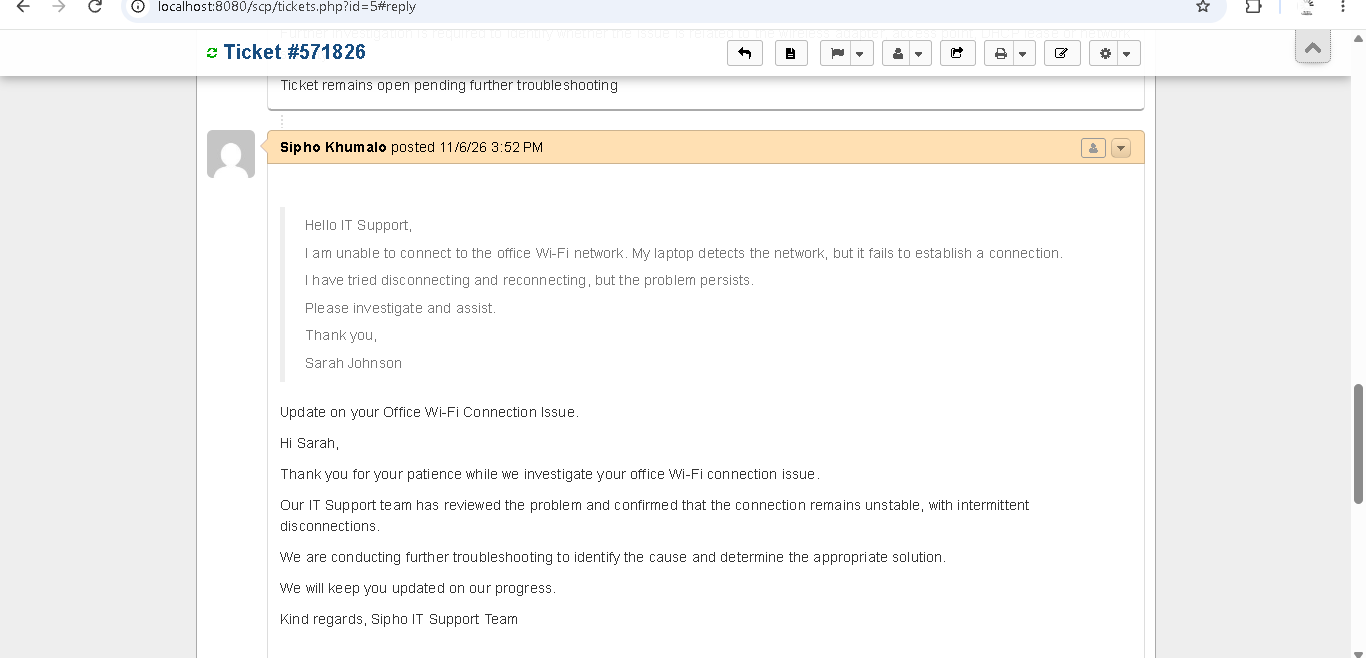 localhost:8080/scp/tickets.php?id=5#reply
Ticket #571826
Ticket remains open pending further troubleshooting
Sipho Khumalo posted 11/6/26 3:52 PM
Hello IT Support,
I am unable to connect to the office Wi-Fi network. My laptop detects the network, but it fails to establish a connection.
I have tried disconnecting and reconnecting, but the problem persists.
Please investigate and assist.
Thank you,
Sarah Johnson
Update on your Office Wi-Fi Connection Issue.
Hi Sarah,
Thank you for your patience while we investigate your office Wi-Fi connection issue.
Our IT Support team has reviewed the problem and confirmed that the connection remains unstable, with intermittent
disconnections.
We are conducting further troubleshooting to identify the cause and determine the appropriate solution.
We will keep you updated on our progress.
Kind regards, Sipho IT Support Team